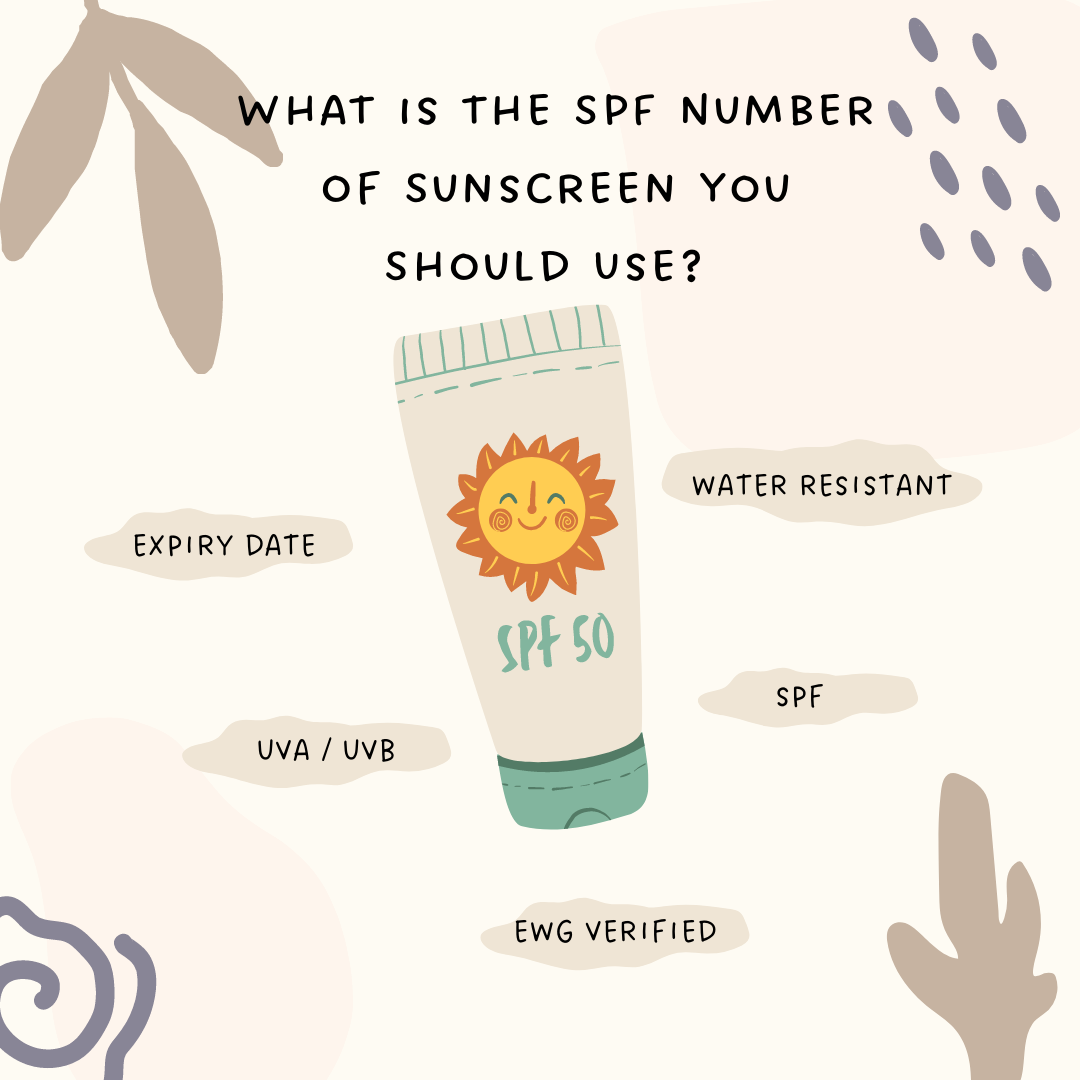 WHAT IS THE SPF NUMBER
OF SUNSCREEN YOU
SHOULD USE?
WATER RESISTANT
EXPIRY DATE
SPF 50
SPF
UVA / UVB
EWG VERIFIED